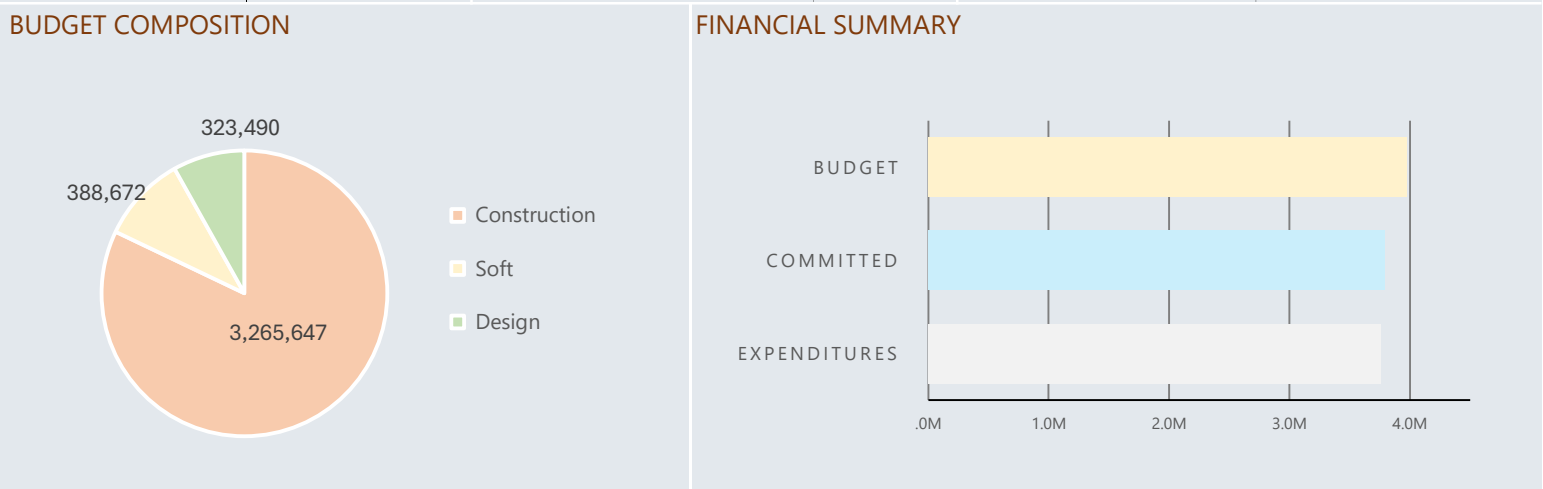 BUDGET COMPOSITION
323,490
388,672
3,265,647
Construction
Soft
Design
FINANCIAL SUMMARY
BUDGET
COMMITTED
EXPENDITURES
.0M 1.0M 2.0M 3.0M 4.0M